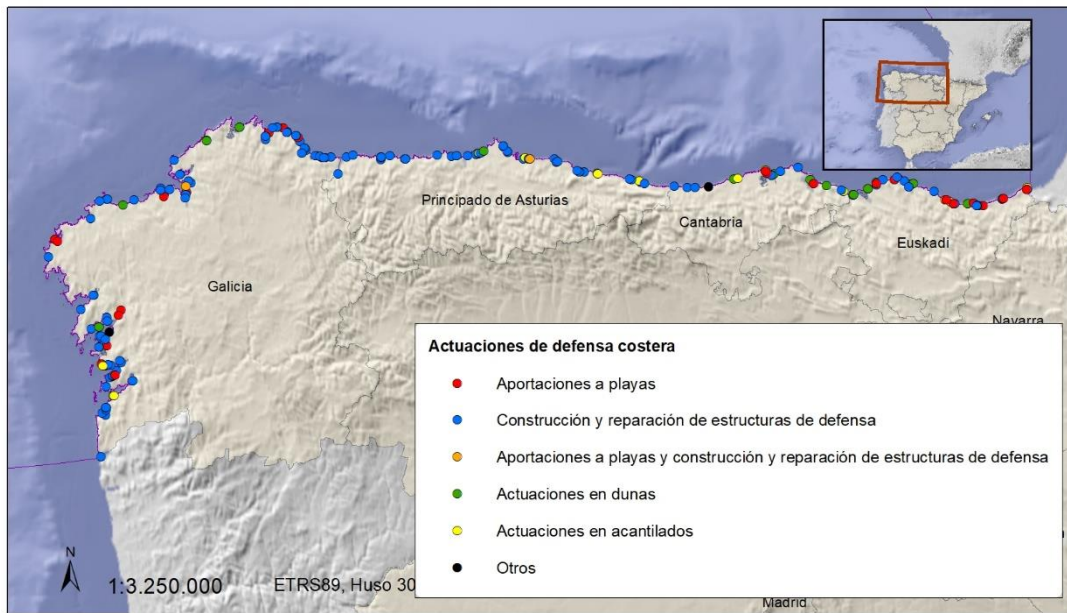 Principado de Asturias
Cantabria
Euskadi
Galicia
Navarra
Actuaciones de defensa costera
Aportaciones a playas
Construcción y reparación de estructuras de defensa
Aportaciones a playas y construcción y reparación de estructuras de defensa
Actuaciones en dunas
Actuaciones en acantilados
Otros
N
1:3.250.000
ETRS89, Huso 30
Madrid